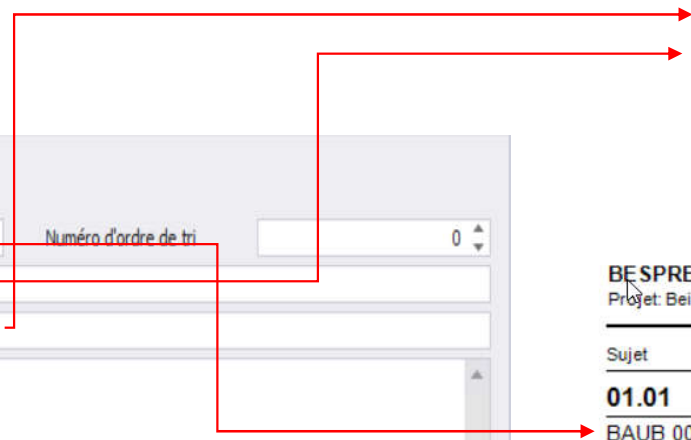 Numéro d'ordre de tri 0
BESPRE
Projet: Bei
Sujet
01.01
BAUB 00